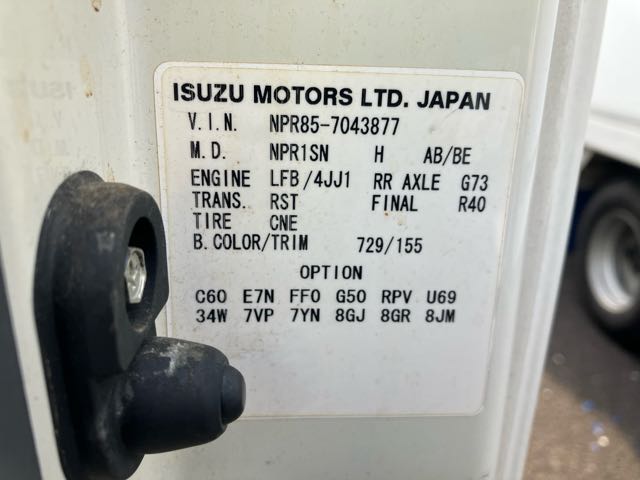 ISUZU MOTORS LTD. JAPAN
V.I.N. NPR85-7043877
M.D. NPR1SN H AB/BE
ENGINE LFB/4JJ1 RR AXLE G73
TRANS. RST FINAL R40
TIRE CNE
B.COLOR/TRIM 729/155
OPTION
C60 E7N FF0 G50 RPV U69
34W 7VP 7YN 8GJ 8GR 8JM